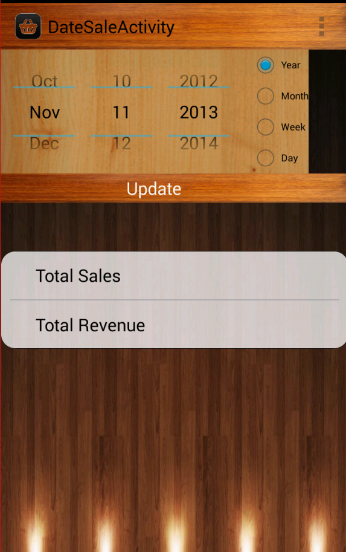 DateSaleActivity
Oct 10 2012
Year
Nov 11 2013
Month
Week
Dec 12 2014
Day
Update
Total Sales
Total Revenue